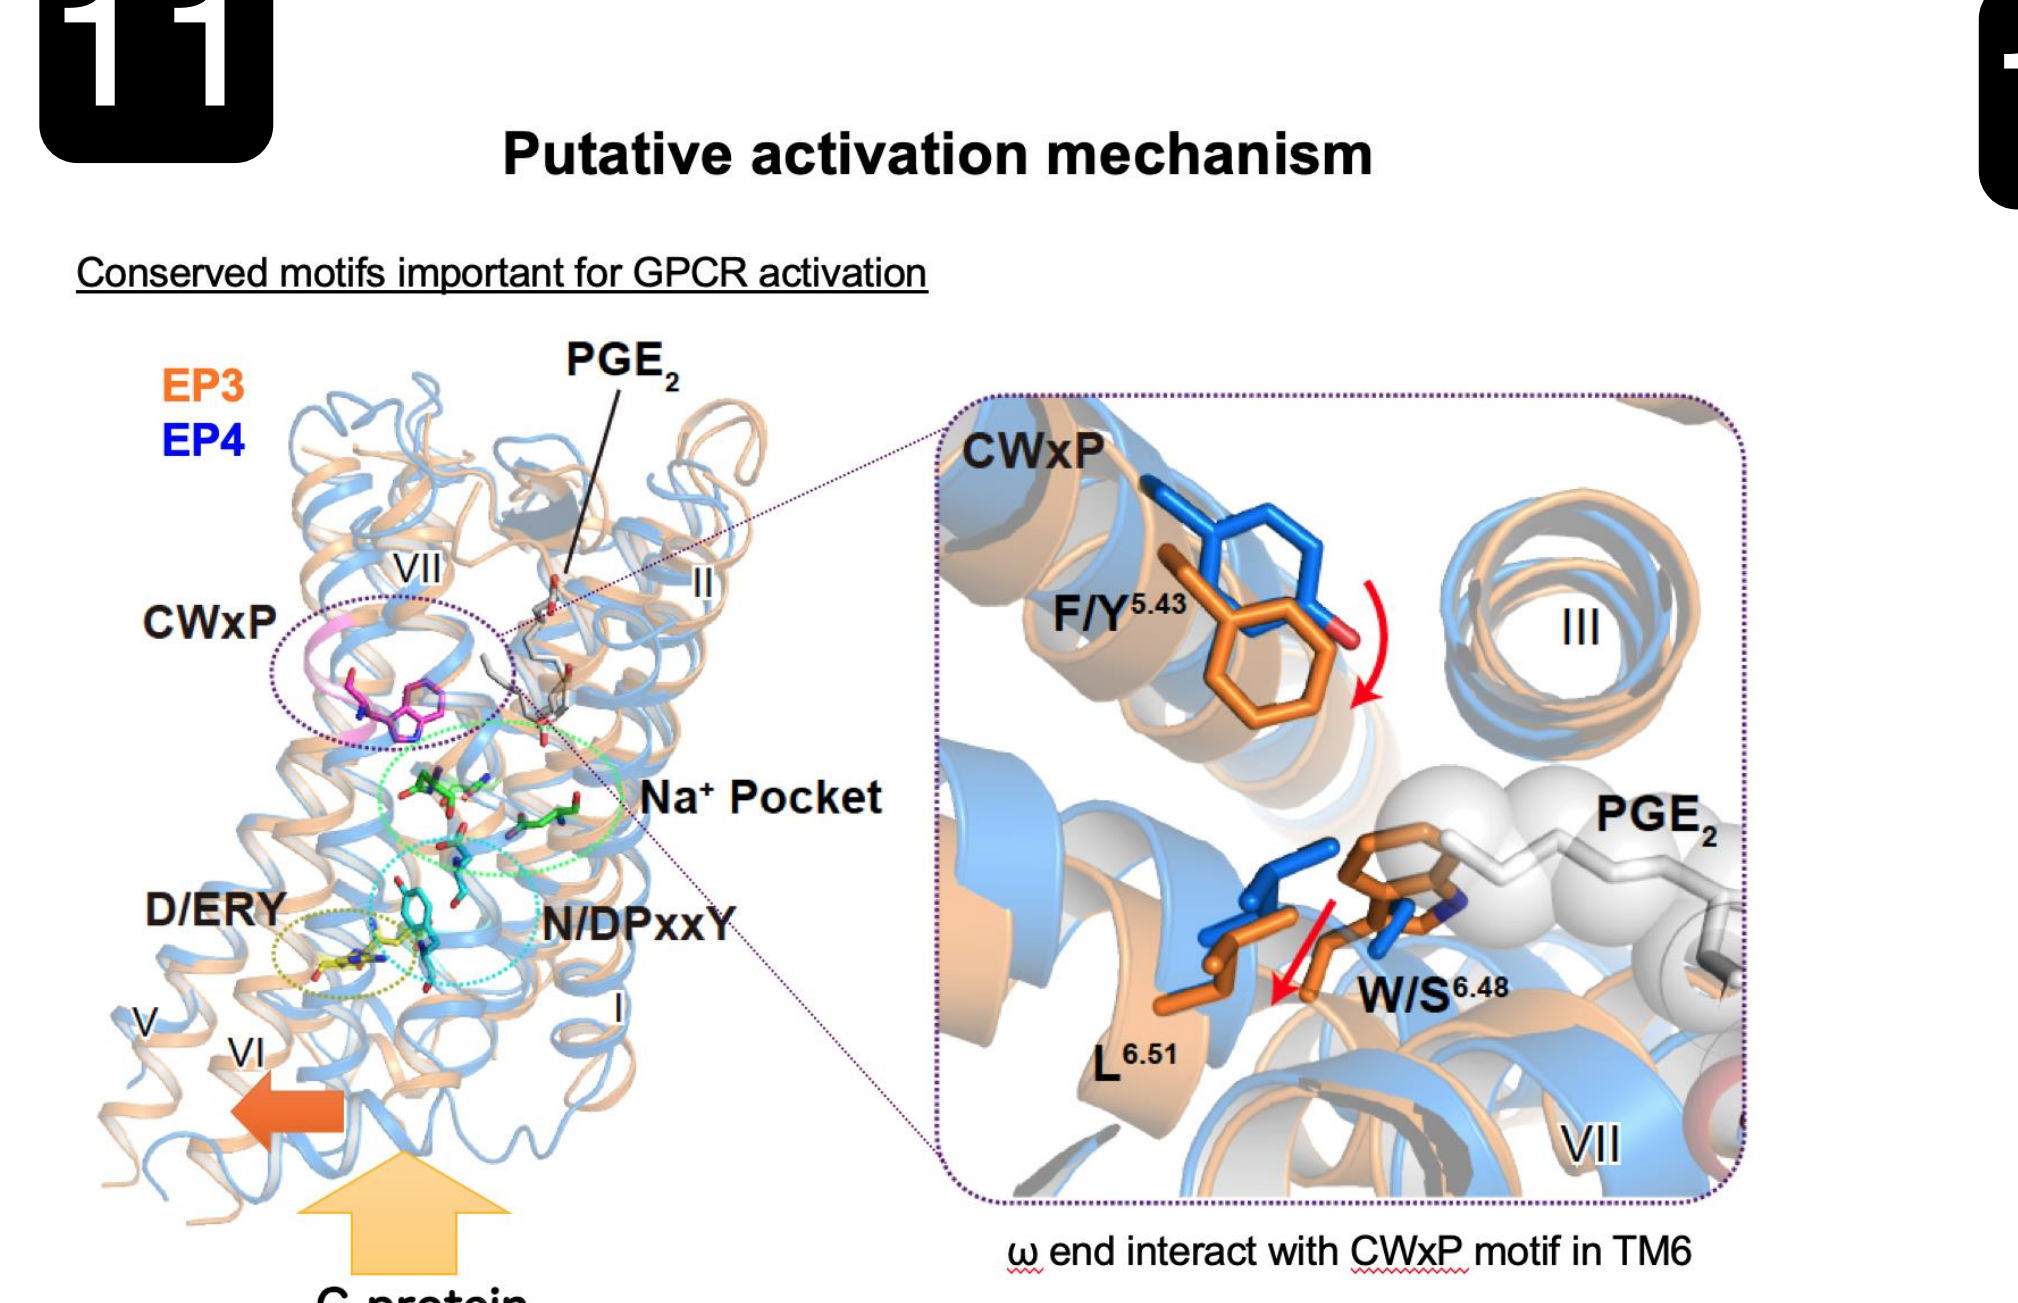 11
Putative activation mechanism
Conserved motifs important for GPCR activation
EP3
EP4
PGE₂
VII
II
CWxP
Na⁺ Pocket
D/ERY
N/DPxxY
V
VI
I
G protein
CWxP
F/Y⁵·⁴³
III
PGE₂
W/S⁶·⁴⁸
L⁶·⁵¹
VII
ω end interact with CWxP motif in TM6